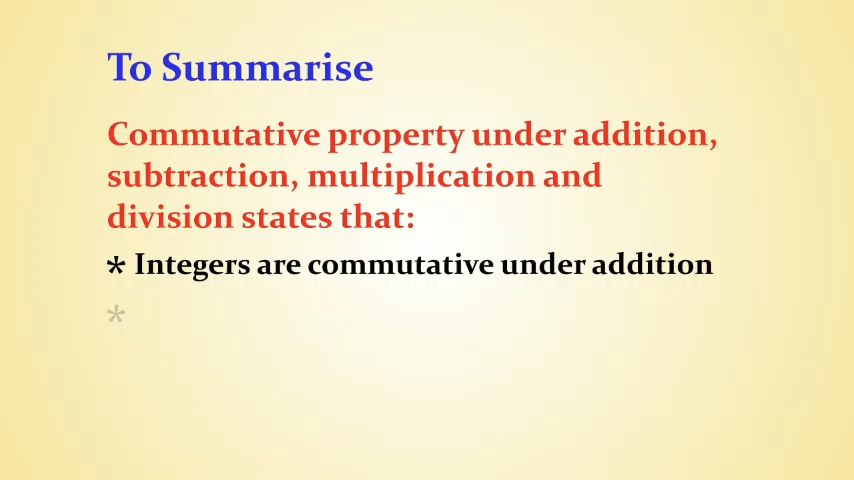 To Summarise
Commutative property under addition,
subtraction, multiplication and
division states that:
* Integers are commutative under addition
*